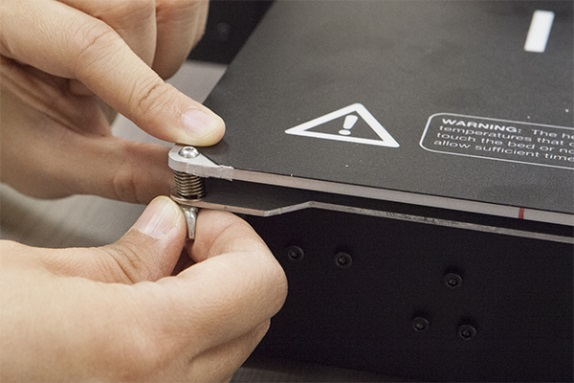 WARNING: The
temperatures that
touch the bed or
allow sufficient time